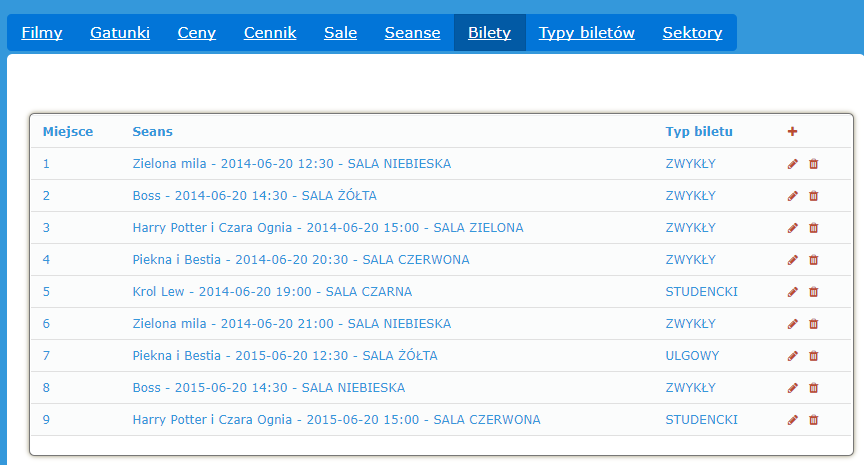 Filmy Gatunki Ceny Cennik Sale Seanse Bilety Typy biletów Sektory
Miejsce Seans Typ biletu
1 Zielona mila - 2014-06-20 12:30 - SALA NIEBIESKA ZWYKŁY
2 Boss - 2014-06-20 14:30 - SALA ŻÓŁTA ZWYKŁY
3 Harry Potter i Czara Ognia - 2014-06-20 15:00 - SALA ZIELONA ZWYKŁY
4 Piekna i Bestia - 2014-06-20 20:30 - SALA CZERWONA ZWYKŁY
5 Krol Lew - 2014-06-20 19:00 - SALA CZARNA STUDENCKI
6 Zielona mila - 2014-06-20 21:00 - SALA NIEBIESKA ZWYKŁY
7 Piekna i Bestia - 2015-06-20 12:30 - SALA ŻÓŁTA ULGOWY
8 Boss - 2015-06-20 14:30 - SALA NIEBIESKA ZWYKŁY
9 Harry Potter i Czara Ognia - 2015-06-20 15:00 - SALA CZERWONA STUDENCKI